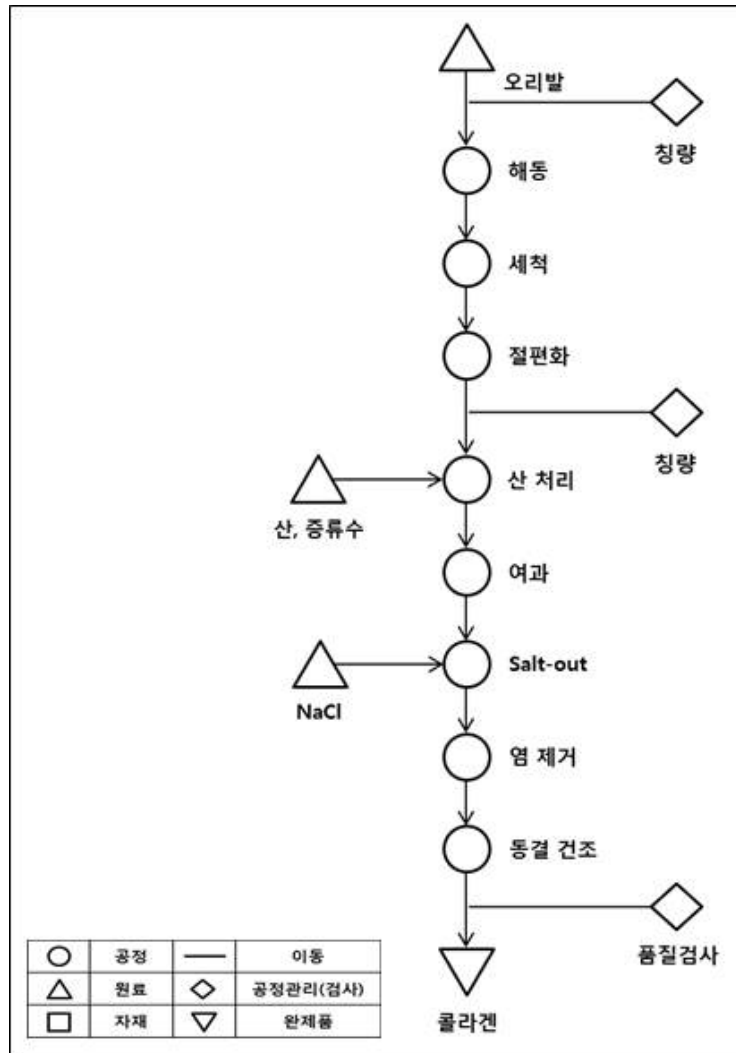 오리발
칭량
해동
세척
절편화
칭량
산 처리
산, 증류수
여과
Salt-out
NaCl
염 제거
동결 건조
품질검사
콜라겐
공정 이동
원료 공정관리(검사)
자재 완제품